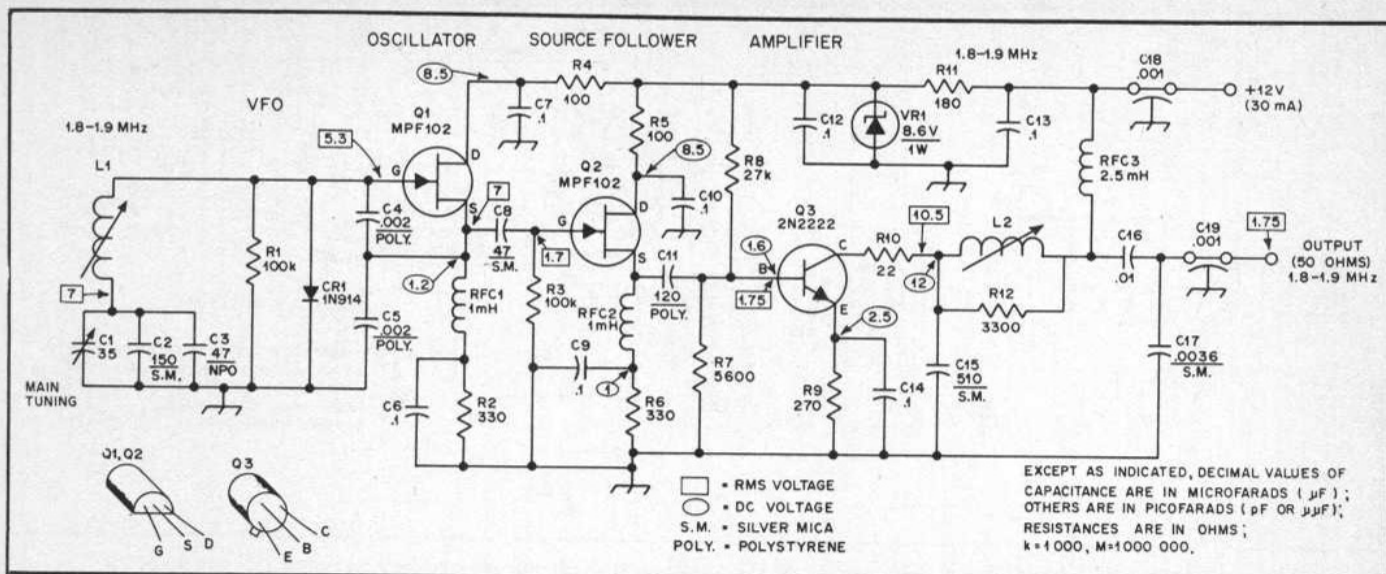 OSCILLATOR
SOURCE FOLLOWER
AMPLIFIER
VFO
1.8-1.9 MHz
L1
7
C1
35
MAIN
TUNING
C2
150
S.M.
C3
47
NPO
R1
100k
CR1
1N914
5.3
C4
.002
POLY.
C5
.002
POLY.
Q1
MPF102
G
D
S
8.5
7
1.2
RFC1
1mH
C6
.1
R2
330
C7
.1
R4
100
C8
47
S.M.
1.7
R3
100k
C9
.1
Q2
MPF102
G
D
S
R5
100
8.5
C10
.1
RFC2
1mH
1
R6
330
C11
120
POLY.
R8
27k
R7
5600
1.6
B
1.75
Q3
2N2222
C
E
2.5
R9
270
C14
.1
C12
.1
VR1
8.6V
1W
R11
180
1.8-1.9 MHz
C13
.1
C18
.001
+12V
(30 mA)
RFC3
2.5mH
R10
22
10.5
12
L2
R12
3300
C15
510
S.M.
C16
.01
C17
.0036
S.M.
C19
.001
1.75
OUTPUT
(50 OHMS)
1.8-1.9 MHz
Q1, Q2
G S D
Q3
E B C
= RMS VOLTAGE
= DC VOLTAGE
S.M. = SILVER MICA
POLY. = POLYSTYRENE
EXCEPT AS INDICATED, DECIMAL VALUES OF
CAPACITANCE ARE IN MICROFARADS ( µF ) ;
OTHERS ARE IN PICOFARADS ( pF OR µµF);
RESISTANCES ARE IN OHMS;
k=1000, M=1000 000.